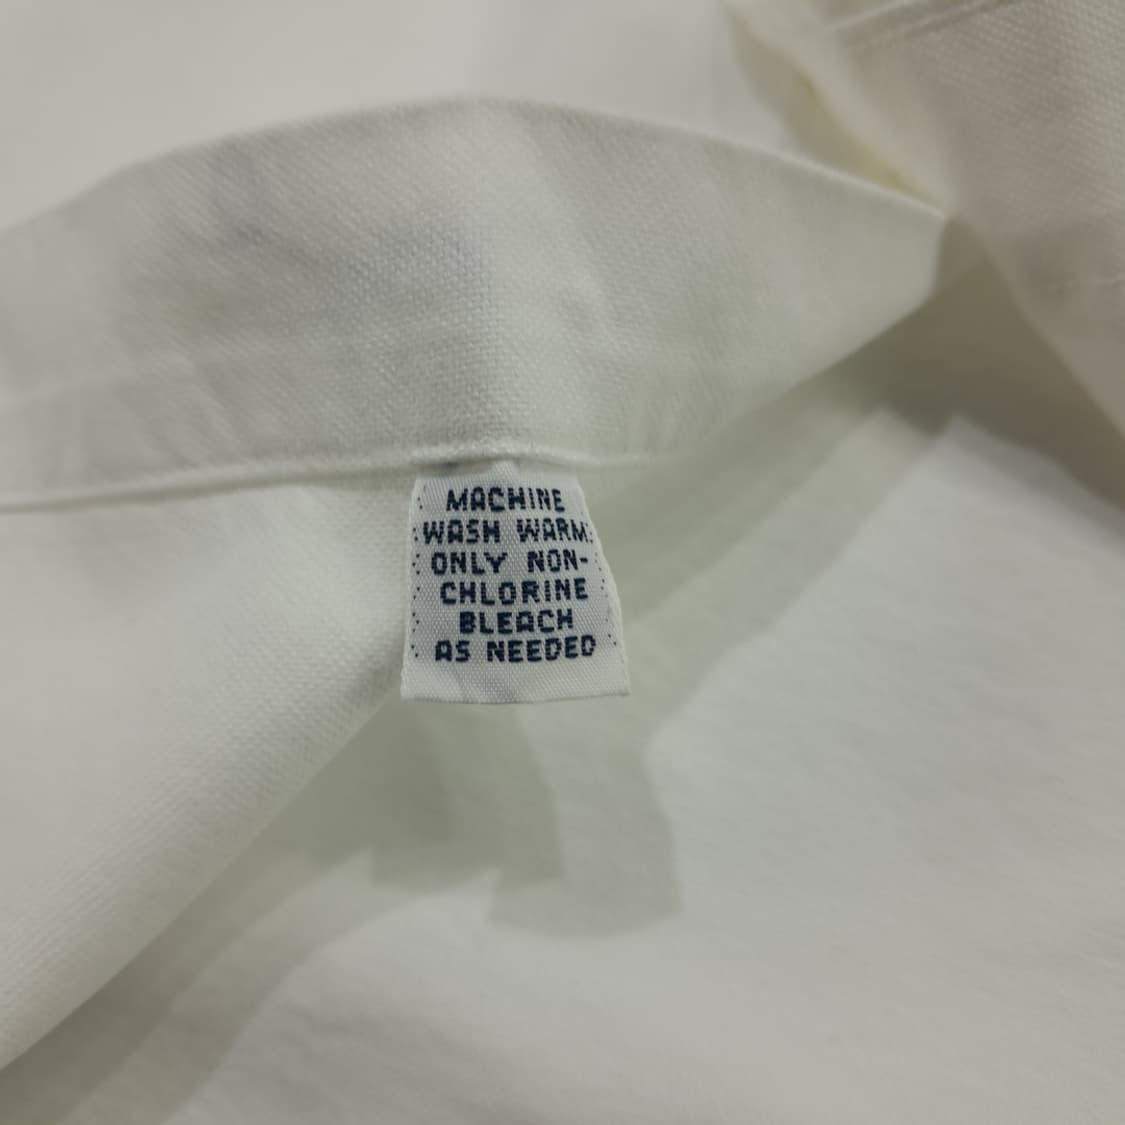 MACHINE
WASH WARM
ONLY NON-
CHLORINE
BLEACH
AS NEEDED